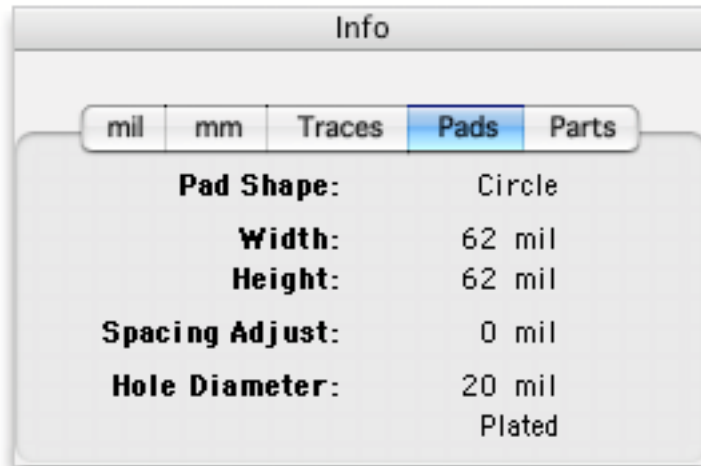 Info
mil mm Traces Pads Parts
Pad Shape: Circle
Width: 62 mil
Height: 62 mil
Spacing Adjust: 0 mil
Hole Diameter: 20 mil
Plated